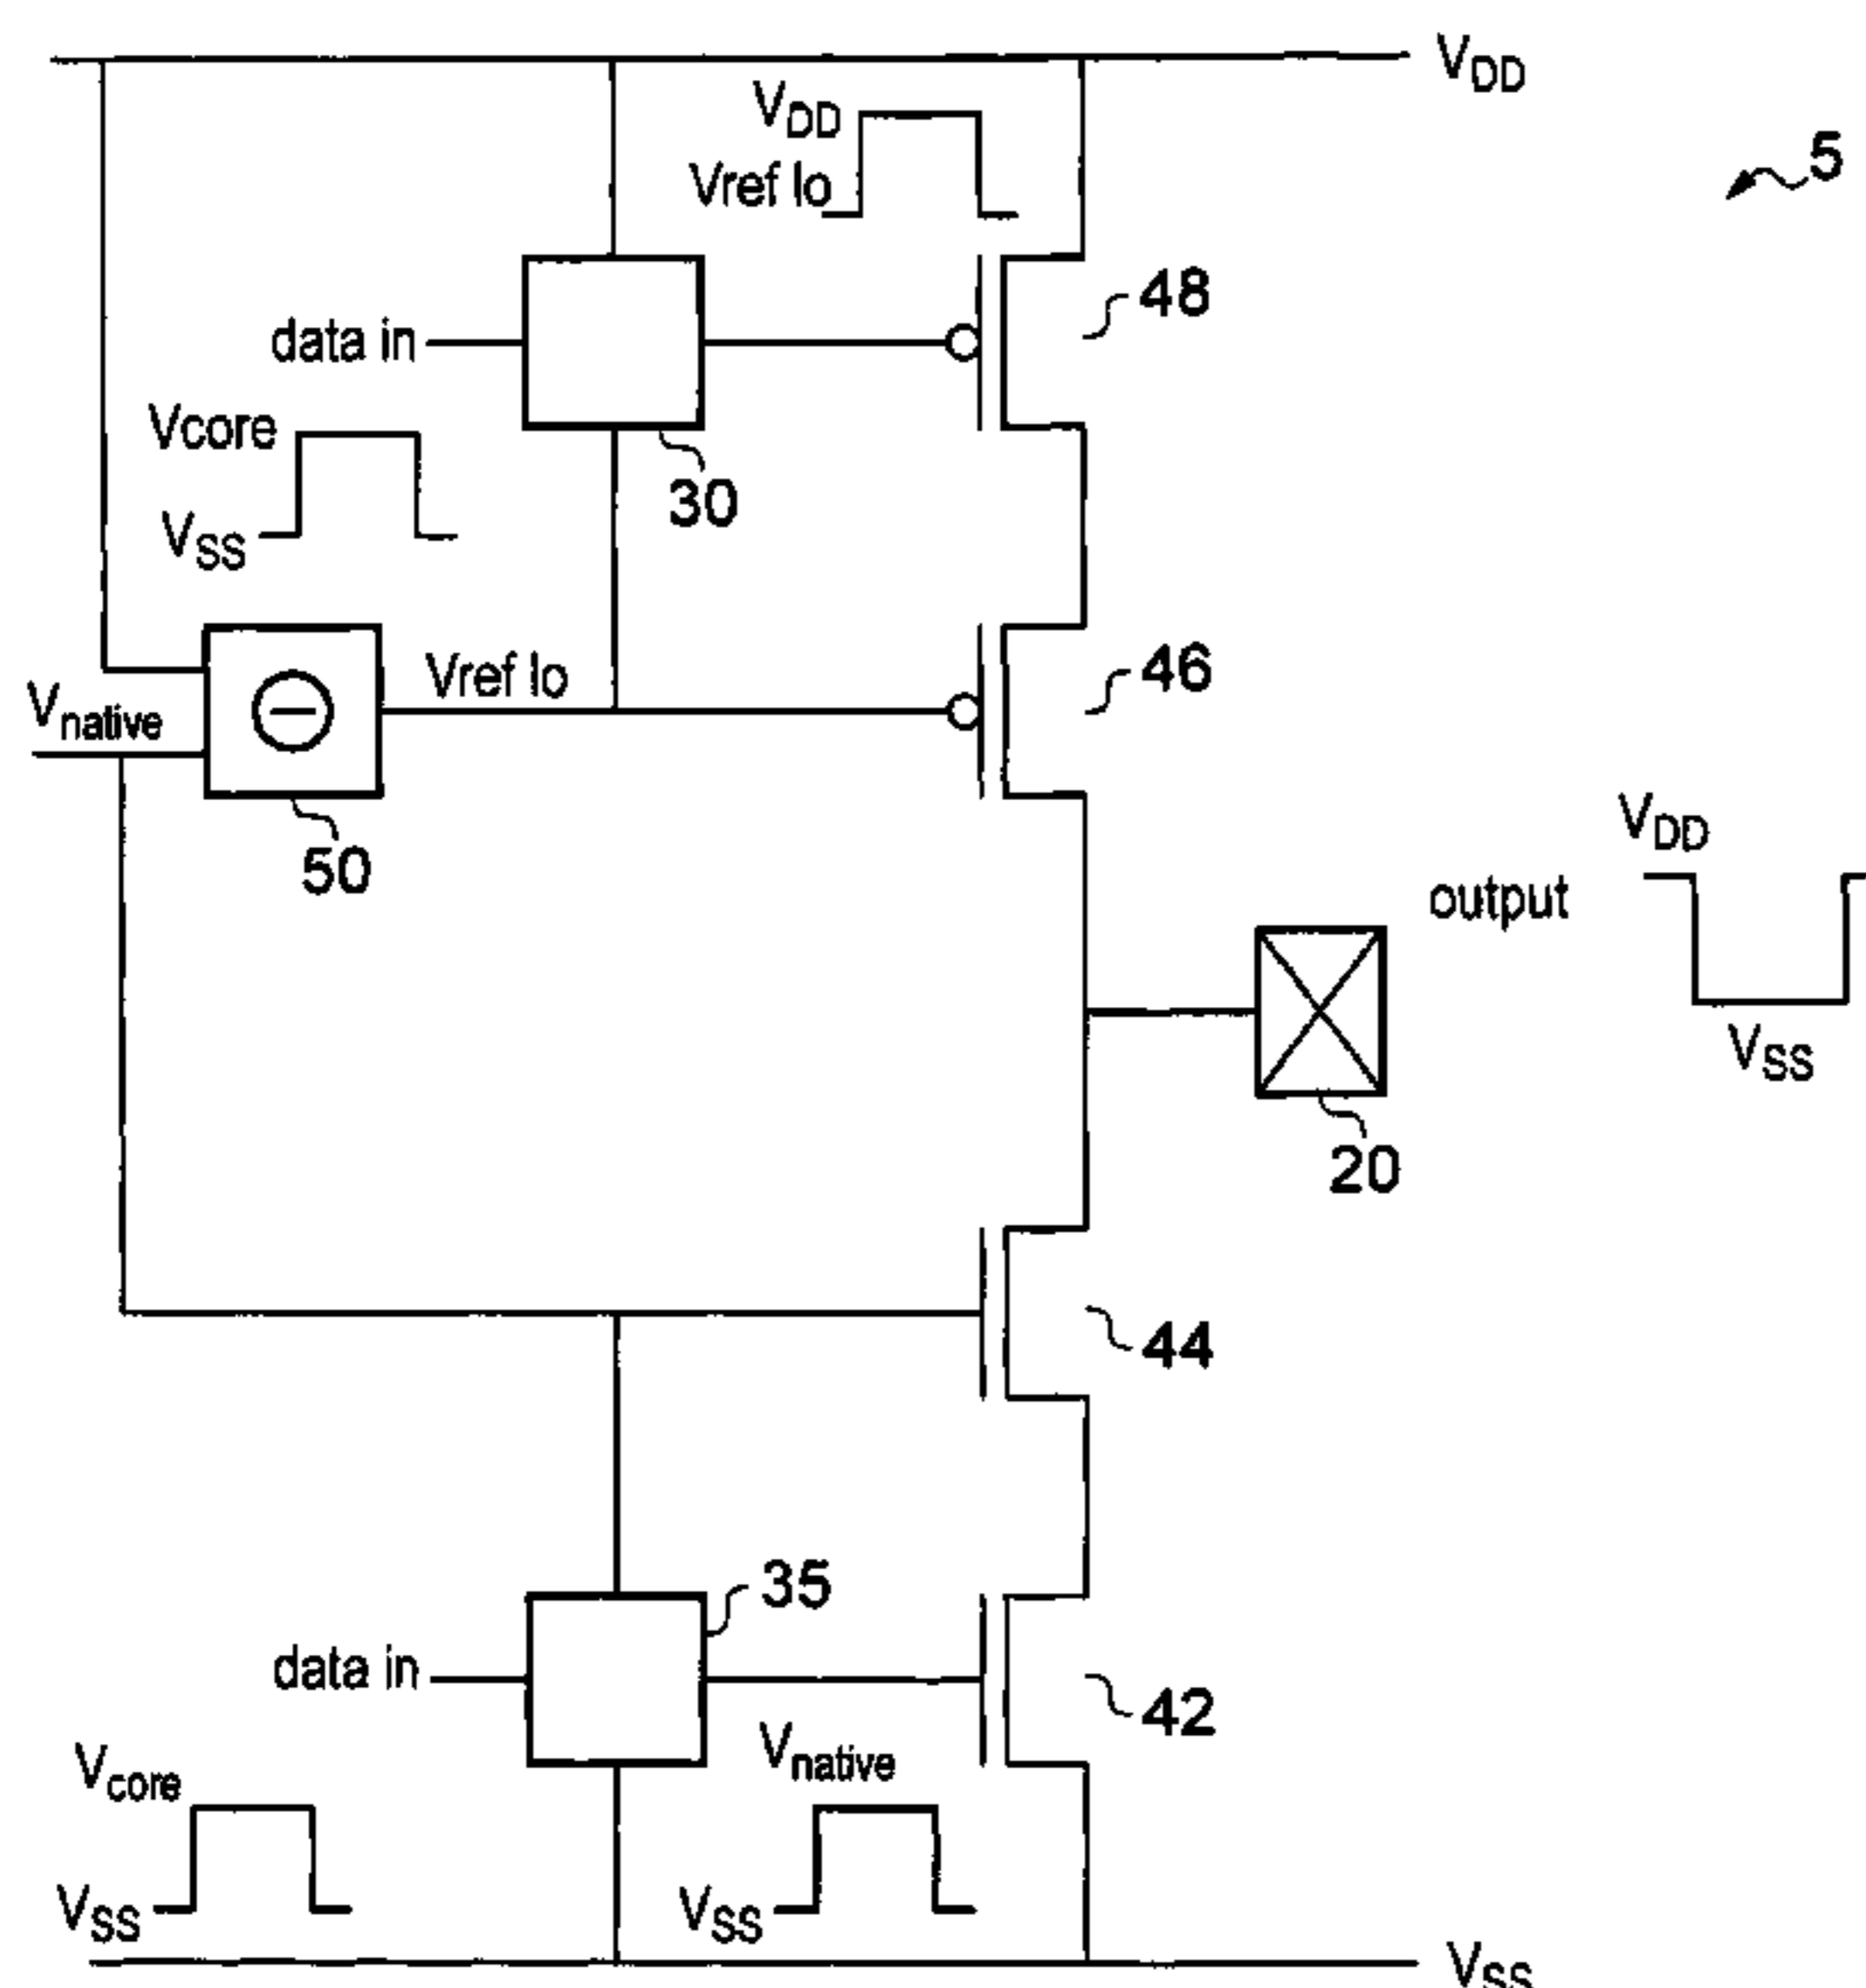 VDD
5
VDD
Vref lo
48
data in
Vcore
30
VSS
46
Vref lo
Vnative
50
VDD
output
VSS
20
44
35
data in
42
Vnative
Vcore
VSS
VSS
VSS